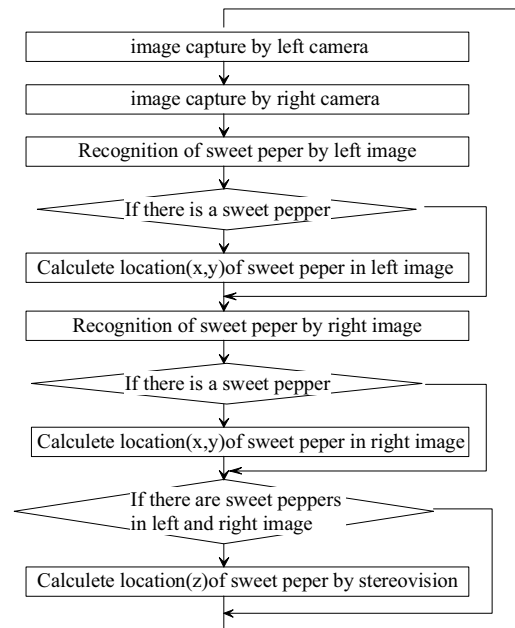 image capture by left camera
image capture by right camera
Recognition of sweet peper by left image
If there is a sweet pepper
Calculete location(x,y)of sweet peper in left image
Recognition of sweet peper by right image
If there is a sweet pepper
Calculete location(x,y)of sweet peper in right image
If there are sweet peppers
in left and right image
Calculete location(z)of sweet peper by stereovision